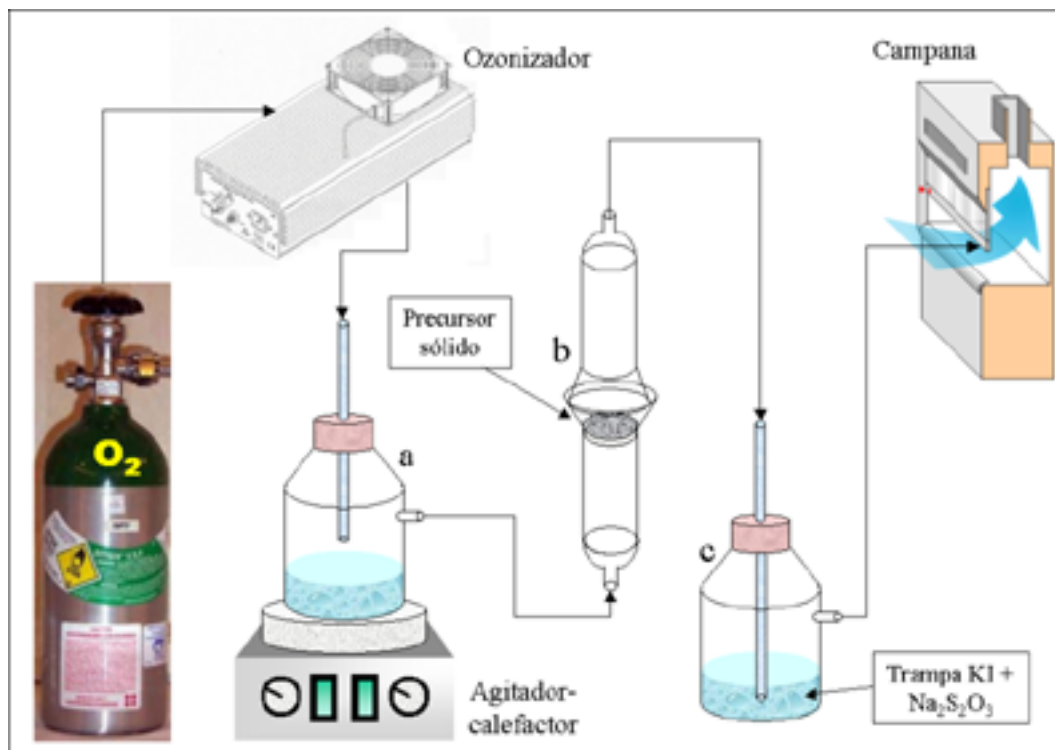 Ozonizador
Campana
Precursor
sólido
b
O2
a
c
Agitador-
calefactor
Trampa KI +
Na2S2O3